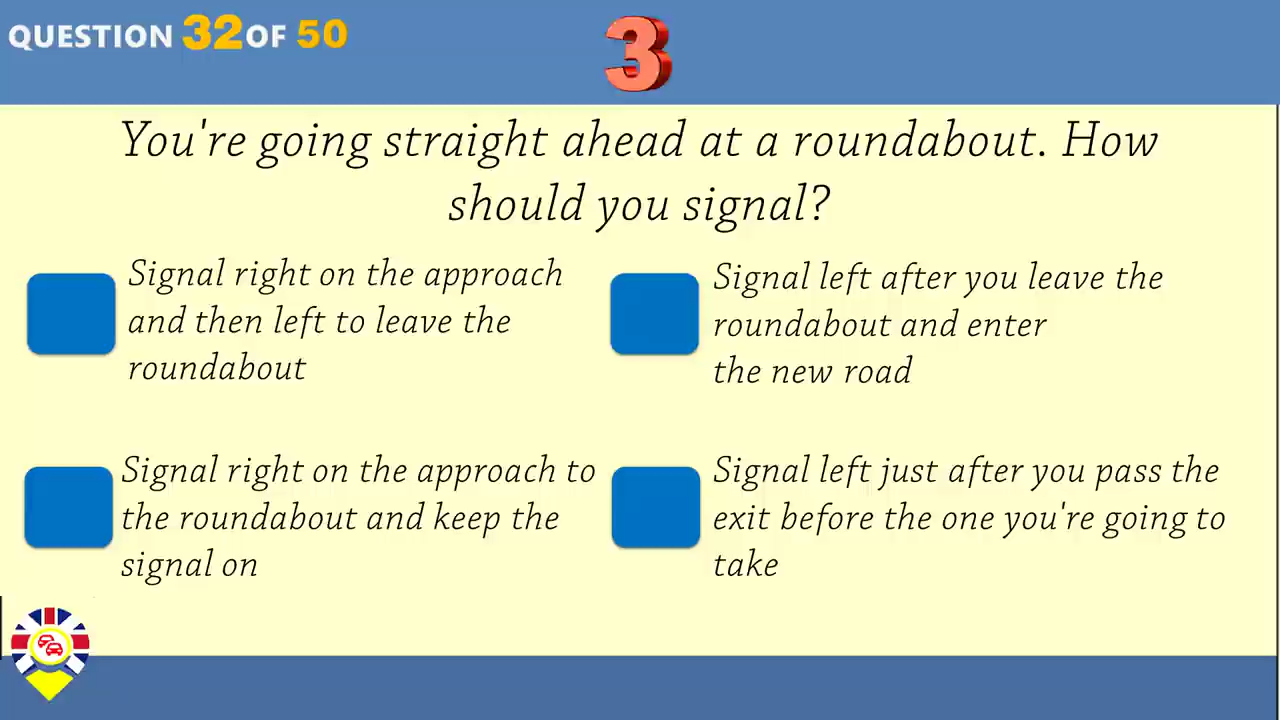 QUESTION 32 OF 50
3
You're going straight ahead at a roundabout. How
should you signal?
Signal right on the approach
and then left to leave the
roundabout
Signal left after you leave the
roundabout and enter
the new road
Signal right on the approach to
the roundabout and keep the
signal on
Signal left just after you pass the
exit before the one you're going to
take